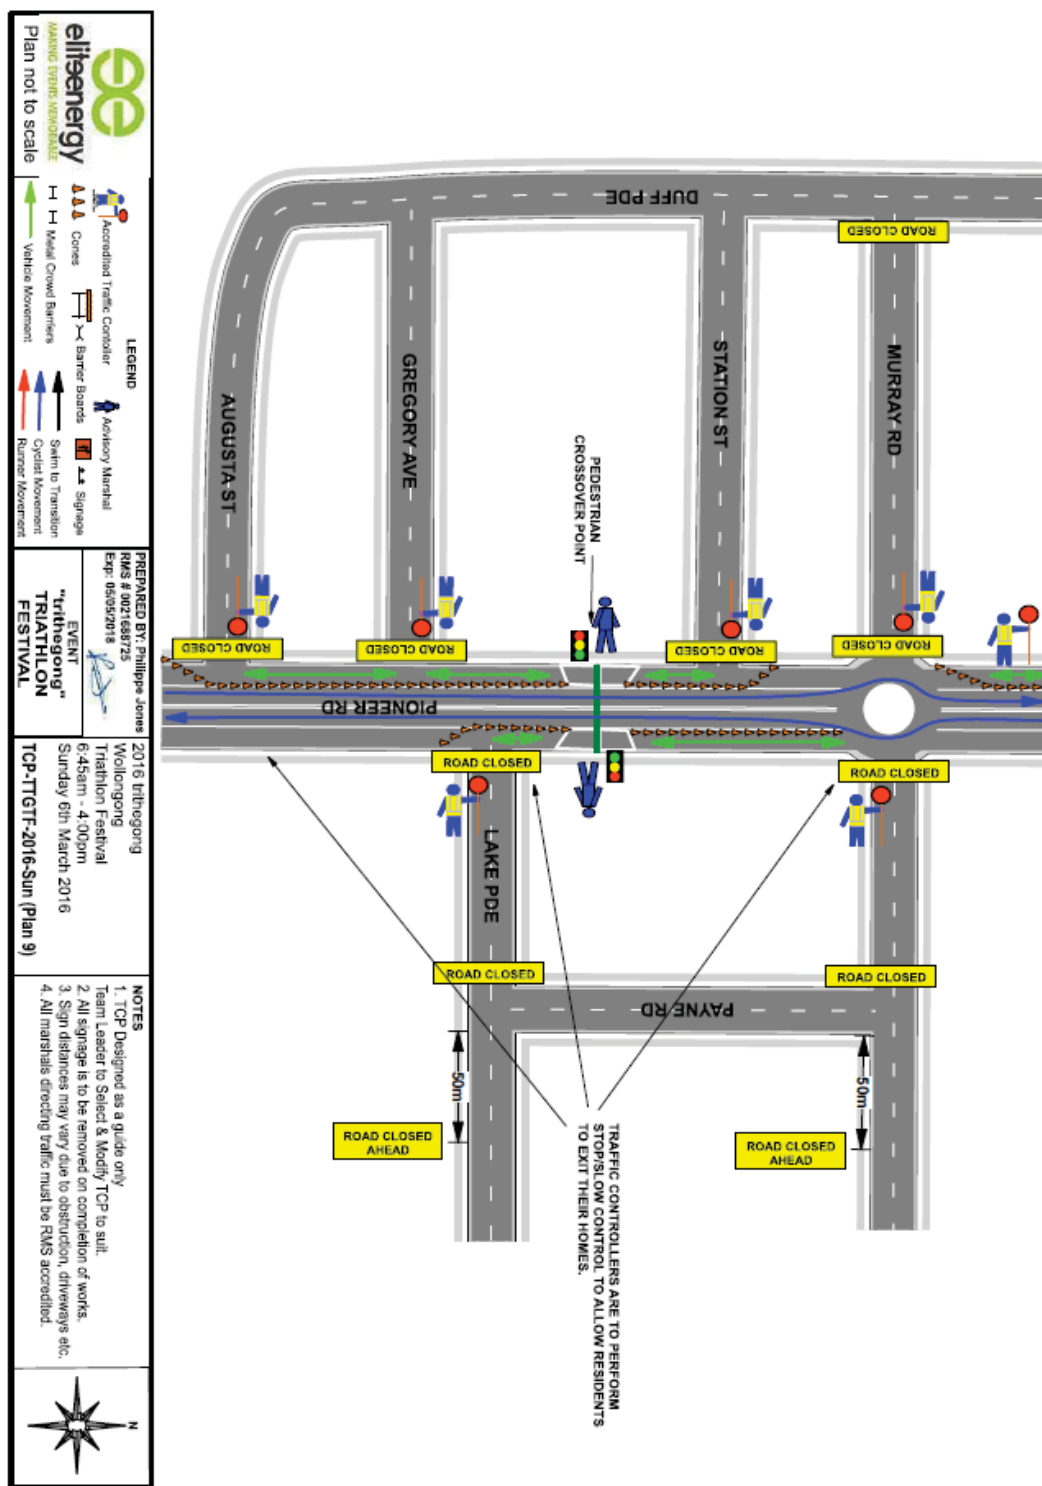 elitəenergy
MAKING EVENTS MEMORABLE
Plan not to scale
LEGEND
Accredited Traffic Contoller
Advisory Marshal
Cones
Barrier Boards
Signage
Metal Crowd Barriers
Swim to Transition
Vehicle Movement
Cyclist Movement
Runner Movement
PREPARED BY: Philippe Jones
RMS # 0021688725
Exp: 05/05/2018
EVENT
"trithegong"
TRIATHLON
FESTIVAL
2016 trithegong
Wollongong
Triathlon Festival
6:45am - 4:00pm
Sunday 6th March 2016
TCP-TTGTF-2016-Sun (Plan 9)
NOTES
1. TCP Designed as a guide only
Team Leader to Select & Modify TCP to suit.
2. All signage is to be removed on completion of works.
3. Sign distances may vary due to obstruction, driveways etc.
4. All marshals directing traffic must be RMS accredited.
N
DUFF PDE
ROAD CLOSED
AUGUSTA ST
GREGORY AVE
STATION ST
MURRAY RD
PEDESTRIAN
CROSSOVER POINT
ROAD CLOSED
ROAD CLOSED
ROAD CLOSED
ROAD CLOSED
PIONEER RD
ROAD CLOSED
ROAD CLOSED
LAKE PDE
ROAD CLOSED
ROAD CLOSED
PAYNE RD
50m
50m
ROAD CLOSED
AHEAD
ROAD CLOSED
AHEAD
TRAFFIC CONTROLLERS ARE TO PERFORM
STOP/SLOW CONTROL TO ALLOW RESIDENTS
TO EXIT THEIR HOMES.